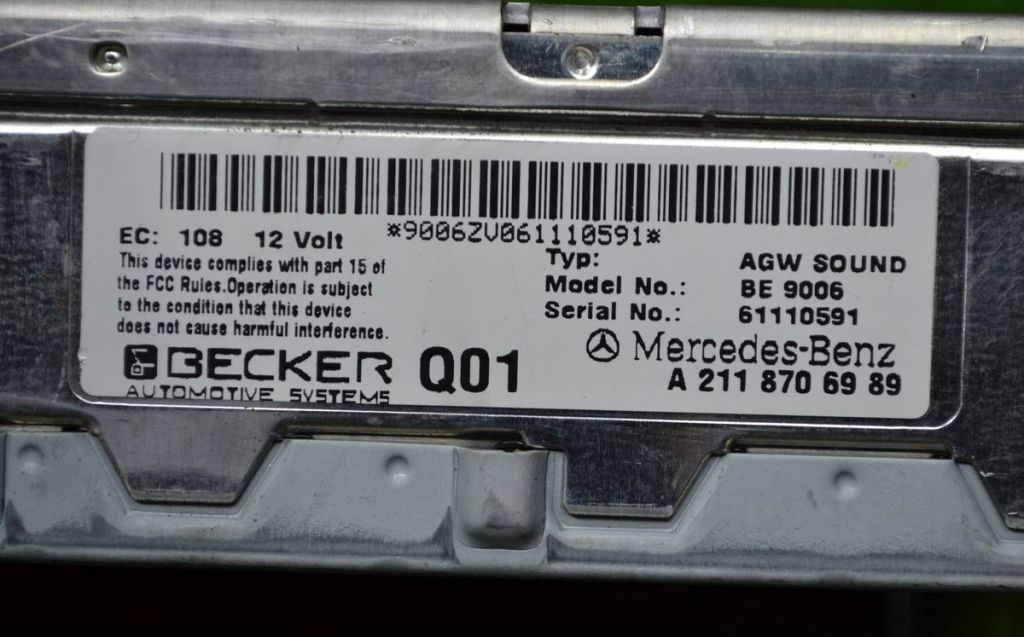 *9006ZV061110591*
EC: 108 12 Volt
This device complies with part 15 of
the FCC Rules.Operation is subject
to the condition that this device
does not cause harmful interference.
BECKER
AUTOMOTIVE SYSTEMS
Q01
Typ: AGW SOUND
Model No.: BE 9006
Serial No.: 61110591
Mercedes-Benz
A 211 870 69 89